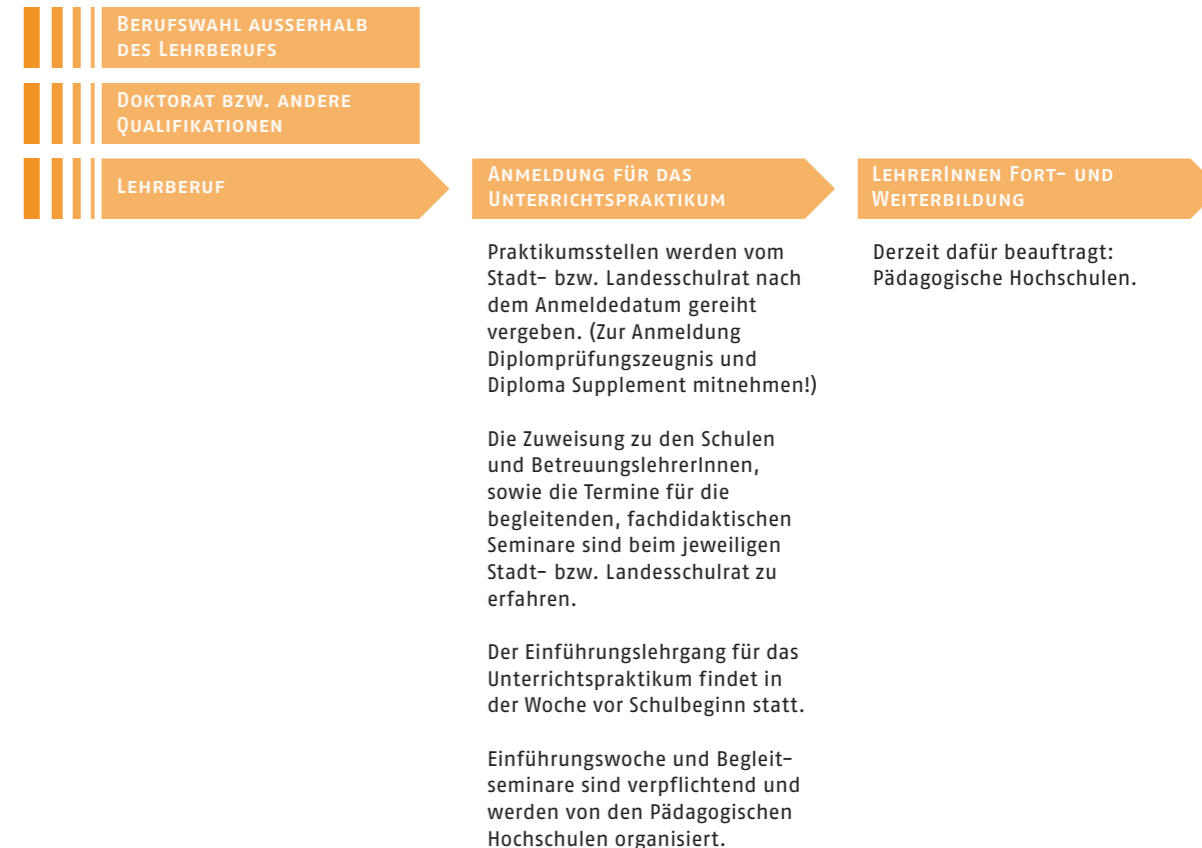 Berufswahl ausserhalb
des Lehrberufs
Doktorat bzw. andere
Qualifikationen
Lehrberuf
Anmeldung für das
Unterrichtspraktikum
LehrerInnen Fort- und
Weiterbildung
Praktikumsstellen werden vom
Stadt- bzw. Landesschulrat nach
dem Anmeldedatum gereiht
vergeben. (Zur Anmeldung
Diplomprüfungszeugnis und
Diploma Supplement mitnehmen!)
Die Zuweisung zu den Schulen
und BetreuungslehrerInnen,
sowie die Termine für die
begleitenden, fachdidaktischen
Seminare sind beim jeweiligen
Stadt- bzw. Landesschulrat zu
erfahren.
Der Einführungslehrgang für das
Unterrichtspraktikum findet in
der Woche vor Schulbeginn statt.
Einführungswoche und Begleit-
seminare sind verpflichtend und
werden von den Pädagogischen
Hochschulen organisiert.
Derzeit dafür beauftragt:
Pädagogische Hochschulen.